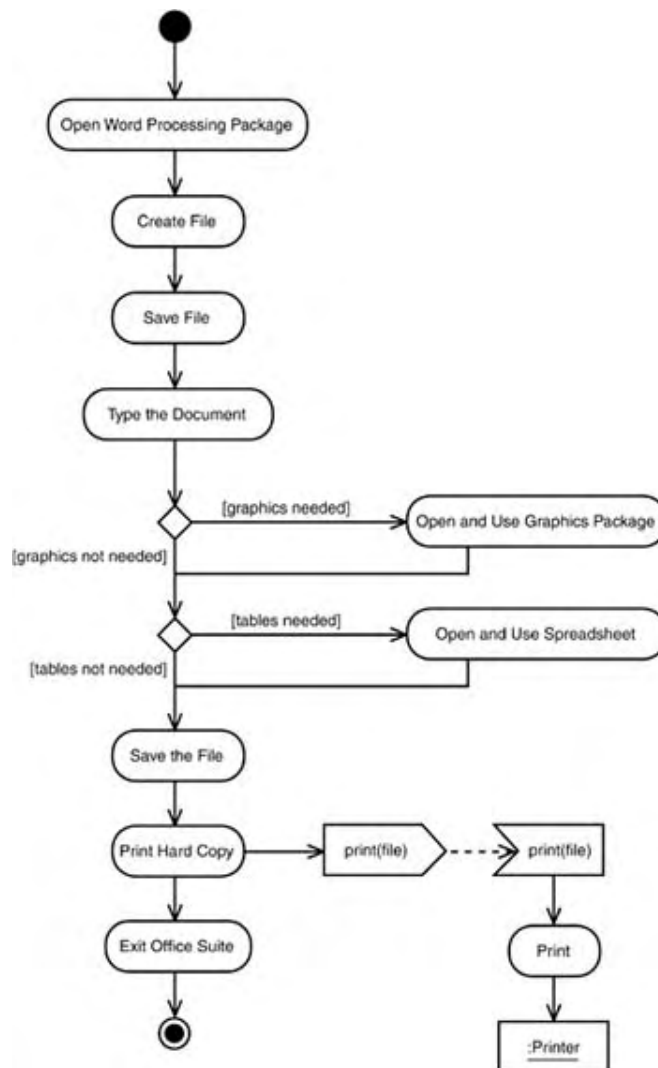 Open Word Processing Package
Create File
Save File
Type the Document
[graphics needed]
Open and Use Graphics Package
[graphics not needed]
[tables needed]
Open and Use Spreadsheet
[tables not needed]
Save the File
Print Hard Copy
print(file)
print(file)
Exit Office Suite
Print
:Printer